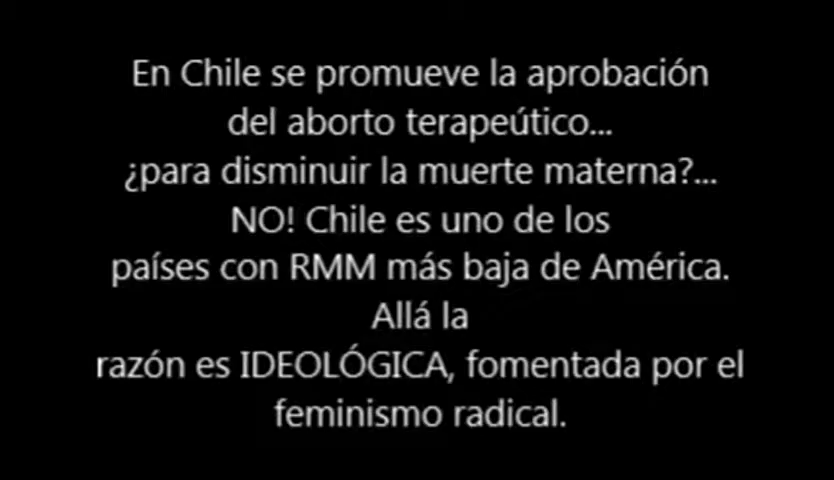 En Chile se promueve la aprobación
del aborto terapeútico...
¿para disminuir la muerte materna?...
NO! Chile es uno de los
países con RMM más baja de América.
Allá la
razón es IDEOLÓGICA, fomentada por el
feminismo radical.